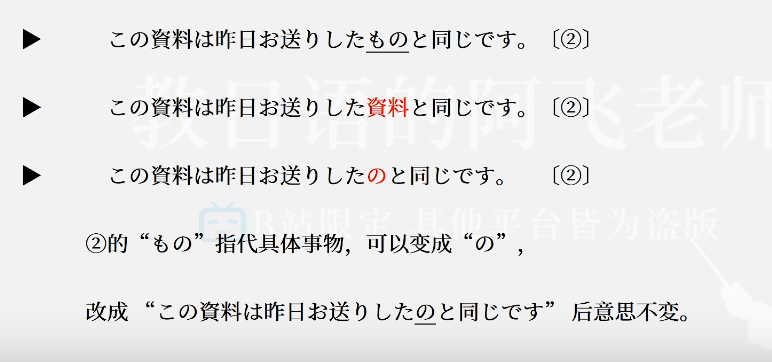 ▶ この資料は昨日お送りしたものと同じです。〔②〕
▶ この資料は昨日お送りした資料と同じです。〔②〕
▶ この資料は昨日お送りしたのと同じです。〔②〕
②的“もの”指代具体事物，可以变成“の”，
改成 “この資料は昨日お送りしたのと同じです” 后意思不变。
教日语的阿飞老师
B站限定 其他平台皆为盗版